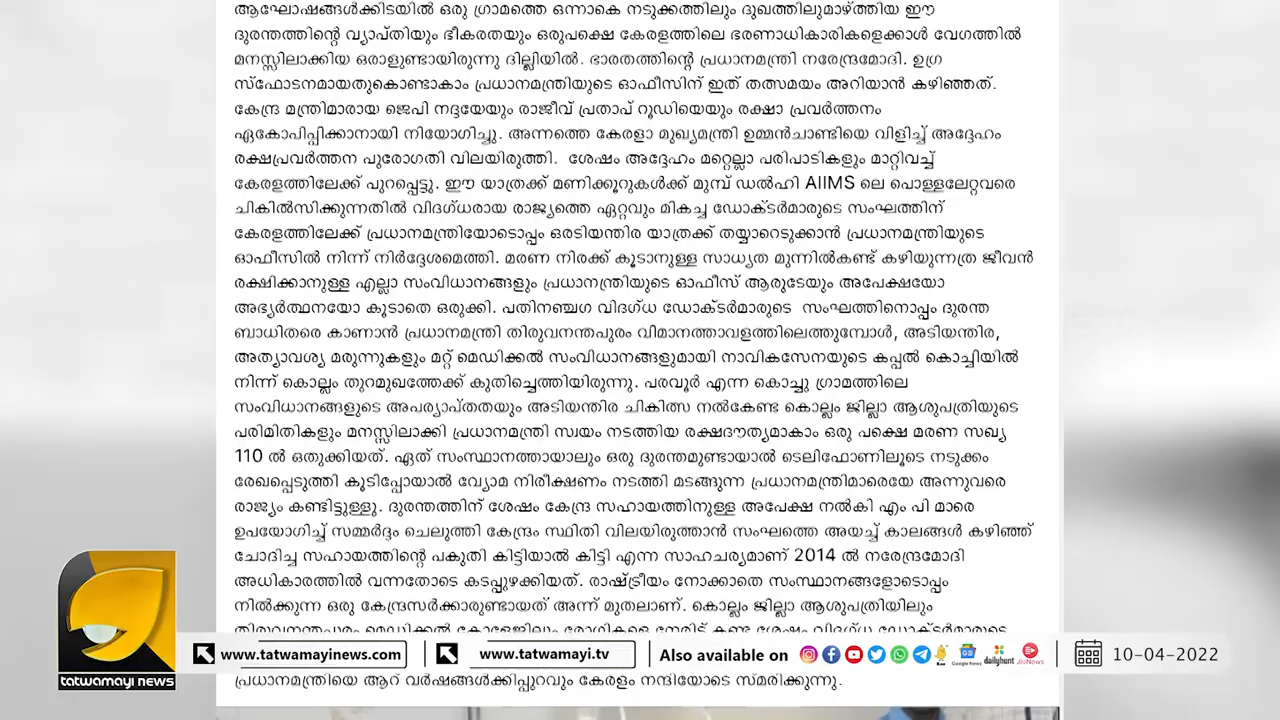 ആഘോഷങ്ങൾക്കിടയിൽ ഒരു ഗ്രാമത്തെ ഒന്നാകെ നടുക്കത്തിലും ദുഖത്തിലുമാഴ്ത്തിയ ഈ
ദുരന്തത്തിന്റെ വ്യാപ്തിയും ഭീകരതയും ഒരുപക്ഷെ കേരളത്തിലെ ഭരണാധികാരികളെക്കാൾ വേഗത്തിൽ
മനസ്സിലാക്കിയ ഒരാളുണ്ടായിരുന്നു ദില്ലിയിൽ. ഭാരതത്തിന്റെ പ്രധാനമന്ത്രി നരേന്ദ്രമോദി. ഉഗ്ര
സ്ഫോടനമായതുകൊണ്ടാകാം പ്രധാനമന്ത്രിയുടെ ഓഫീസിന് ഇത് തത്സമയം അറിയാൻ കഴിഞ്ഞത്.
കേന്ദ്ര മന്ത്രിമാരായ ജെപി നദ്ദയേയും രാജീവ് പ്രതാപ് റൂഡിയെയും രക്ഷാ പ്രവർത്തനം
ഏകോപിപ്പിക്കാനായി നിയോഗിച്ചു. അന്നത്തെ കേരളാ മുഖ്യമന്ത്രി ഉമ്മൻചാണ്ടിയെ വിളിച്ച് അദ്ദേഹം
രക്ഷപ്രവർത്തന പുരോഗതി വിലയിരുത്തി. ശേഷം അദ്ദേഹം മറ്റെല്ലാ പരിപാടികളും മാറ്റിവച്ച്
കേരളത്തിലേക്ക് പുറപ്പെട്ടു. ഈ യാത്രക്ക് മണിക്കൂറുകൾക്ക് മുമ്പ് ഡൽഹി AIIMS ലെ പൊള്ളലേറ്റവരെ
ചികിൽസിക്കുന്നതിൽ വിദഗ്ധരായ രാജ്യത്തെ ഏറ്റവും മികച്ച ഡോക്ടർമാരുടെ സംഘത്തിന്
കേരളത്തിലേക്ക് പ്രധാനമന്ത്രിയോടൊപ്പം ഒരടിയന്തിര യാത്രക്ക് തയ്യാറെടുക്കാൻ പ്രധാനമന്ത്രിയുടെ
ഓഫീസിൽ നിന്ന് നിർദ്ദേശമെത്തി. മരണ നിരക്ക് കൂടാനുള്ള സാധ്യത മുന്നിൽകണ്ട് കഴിയുന്നത്ര ജീവൻ
രക്ഷിക്കാനുള്ള എല്ലാ സംവിധാനങ്ങളും പ്രധാനന്ത്രിയുടെ ഓഫീസ് ആരുടേയും അപേക്ഷയോ
അഭ്യർത്ഥനയോ കൂടാതെ ഒരുക്കി. പതിനഞ്ചഗ വിദഗ്ധ ഡോക്ടർമാരുടെ സംഘത്തിനൊപ്പം ദുരന്ത
ബാധിതരെ കാണാൻ പ്രധാനമന്ത്രി തിരുവനന്തപുരം വിമാനത്താവളത്തിലെത്തുമ്പോൾ, അടിയന്തിര,
അത്യാവശ്യ മരുന്നുകളും മറ്റ് മെഡിക്കൽ സംവിധാനങ്ങളുമായി നാവികസേനയുടെ കപ്പൽ കൊച്ചിയിൽ
നിന്ന് കൊല്ലം തുറമുഖത്തേക്ക് കുതിച്ചെത്തിയിരുന്നു. പരവൂർ എന്ന കൊച്ചു ഗ്രാമത്തിലെ
സംവിധാനങ്ങളുടെ അപര്യാപ്തതയും അടിയന്തിര ചികിത്സ നൽകേണ്ട കൊല്ലം ജില്ലാ ആശുപത്രിയുടെ
പരിമിതികളും മനസ്സിലാക്കി പ്രധാനമന്ത്രി സ്വയം നടത്തിയ രക്ഷദൗത്യമാകാം ഒരു പക്ഷെ മരണ സഖ്യ
110 ൽ ഒതുക്കിയത്. ഏത് സംസ്ഥാനത്തായാലും ഒരു ദുരന്തമുണ്ടായാൽ ടെലിഫോണിലൂടെ നടുക്കം
രേഖപ്പെടുത്തി കൂടിപ്പോയാൽ വ്യോമ നിരീക്ഷണം നടത്തി മടങ്ങുന്ന പ്രധാനമന്ത്രിമാരെയേ അന്നുവരെ
രാജ്യം കണ്ടിട്ടുള്ളു. ദുരന്തത്തിന് ശേഷം കേന്ദ്ര സഹായത്തിനുള്ള അപേക്ഷ നൽകി എം പി മാരെ
ഉപയോഗിച്ച് സമ്മർദ്ദം ചെലുത്തി കേന്ദ്രം സ്ഥിതി വിലയിരുത്താൻ സംഘത്തെ അയച്ച് കാലങ്ങൾ കഴിഞ്ഞ്
ചോദിച്ച സഹായത്തിന്റെ പകുതി കിട്ടിയാൽ കിട്ടി എന്ന സാഹചര്യമാണ് 2014 ൽ നരേന്ദ്രമോദി
അധികാരത്തിൽ വന്നതോടെ കടപ്പുഴക്കിയത്. രാഷ്ട്രീയം നോക്കാതെ സംസ്ഥാനങ്ങളോടൊപ്പം
നിൽക്കുന്ന ഒരു കേന്ദ്രസർക്കാരുണ്ടായത് അന്ന് മുതലാണ്. കൊല്ലം ജില്ലാ ആശുപത്രിയിലും
തിരുവനന്തപുരം മെഡിക്കൽ കോളേജിലും രോഗികളെ നേരിട്ട് കണ്ട ശേഷം വിദഗ്ധ ഡോക്ടർമാരുടെ
www.tatwamayinews.com
www.tatwamayi.tv
Also available on
Google News
dailyhunt
JioNews
10-04-2022
tatwamayi news
പ്രധാനമന്ത്രിയെ ആറ് വർഷങ്ങൾക്കിപ്പുറവും കേരളം നന്ദിയോടെ സ്മരിക്കുന്നു.